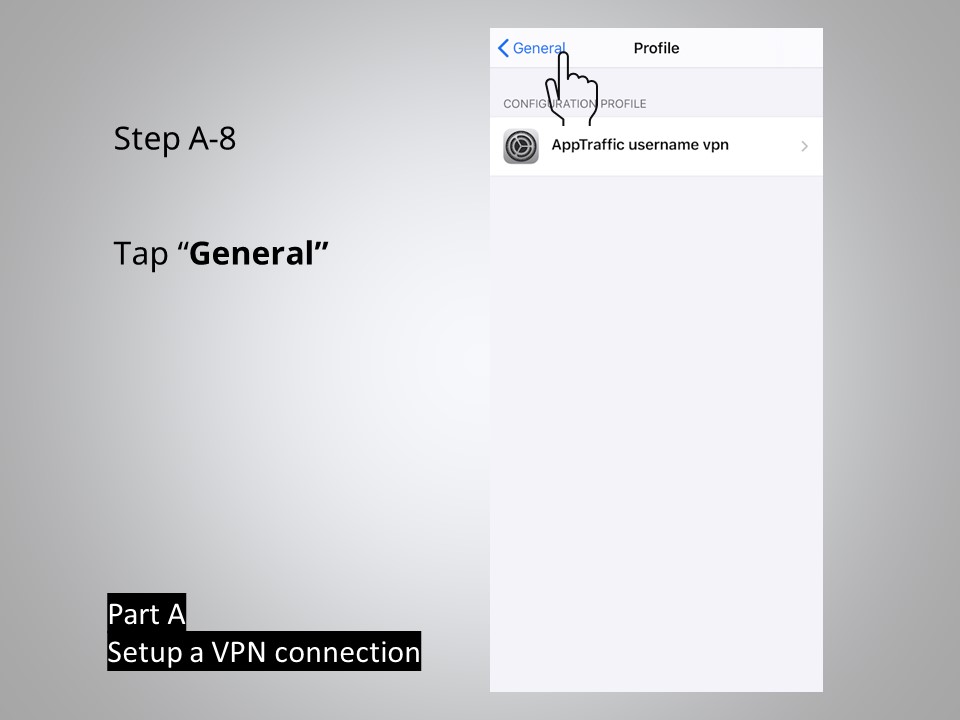 Step A-8
Tap “General”
Part A
Setup a VPN connection
General
Profile
CONFIGURATION PROFILE
AppTraffic username vpn